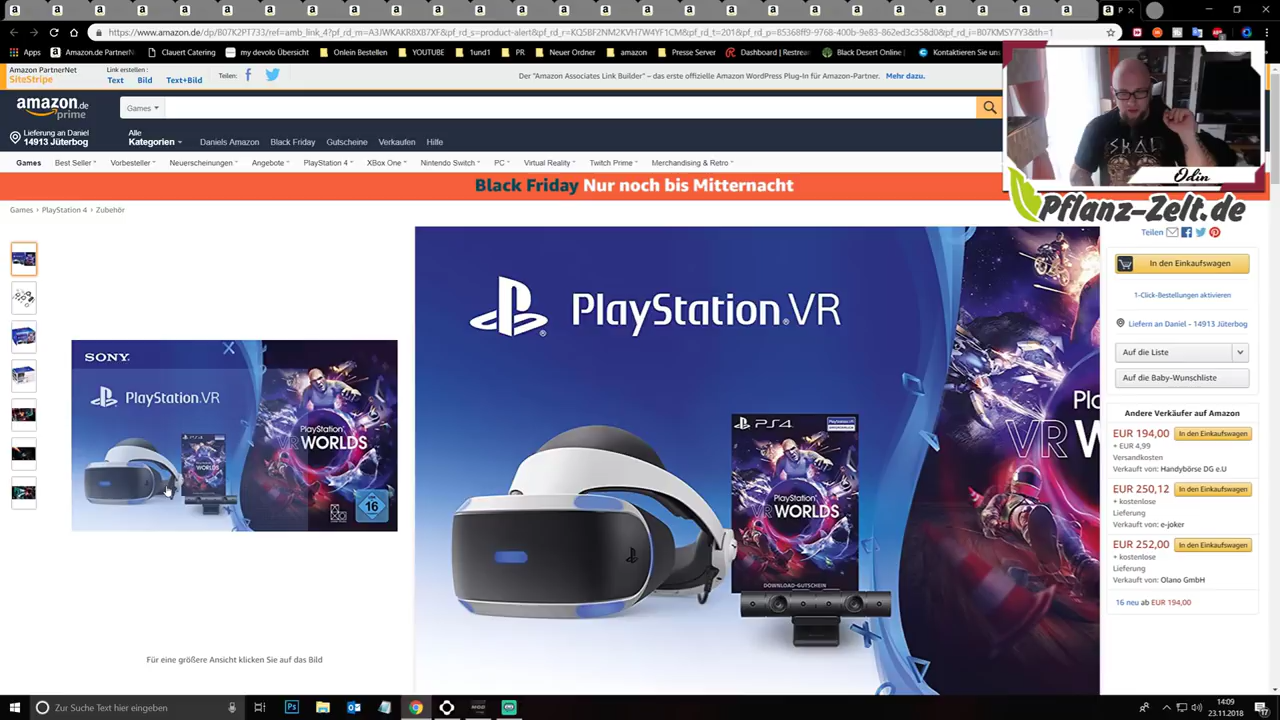 https://www.amazon.de/dp/B07K2PT733/ref=amb_link_4?pf_rd_m=A3JWKAKR8XB7XF&pf_rd_s=product-alert&pf_rd_r=KQ5BF2NM2KVH7W4YF1CM&pf_rd_t=201&pf_rd_p=85368ff9-9768-400b-9e83-862ed3c358d0&pf_rd_i=B07KMSY7Y3&th=1
Apps Amazon.de PartnerN Clauert Catering my devolo Übersicht Onlein Bestellen YOUTUBE 1und1 PR Neuer Ordner amazon Presse Server Dashboard | Restrea Black Desert Online | Kontaktieren Sie uns
Amazon PartnerNet
SiteStripe
Link erstellen:
Text Bild Text+Bild
Teilen:
Der "Amazon Associates Link Builder" – das erste offizielle Amazon WordPress Plug-In für Amazon-Partner. Mehr dazu.
amazon.de
prime
Games
Lieferung an Daniel
14913 Jüterbog
Alle
Kategorien
Daniels Amazon Black Friday Gutscheine Verkaufen Hilfe
Games Best Seller Vorbesteller Neuerscheinungen Angebote PlayStation 4 XBox One Nintendo Switch PC Virtual Reality Twitch Prime Merchandising & Retro
Black Friday Nur noch bis Mitternacht
SKÁL
Odin
Pflanz-Zelt.de
Games › PlayStation 4 › Zubehör
Teilen
In den Einkaufswagen
1-Click-Bestellungen aktivieren
Liefern an Daniel - 14913 Jüterbog
Auf die Liste
Auf die Baby-Wunschliste
Andere Verkäufer auf Amazon
EUR 194,00 In den Einkaufswagen
+ EUR 4,99
Versandkosten
Verkauft von: Handybörse DG e.U
EUR 250,12 In den Einkaufswagen
+ kostenlose
Lieferung
Verkauft von: e-joker
EUR 252,00 In den Einkaufswagen
+ kostenlose
Lieferung
Verkauft von: Olano GmbH
16 neu ab EUR 194,00
SONY
PlayStation.VR
WORLDS
VR WORLDS
16
PlayStation.VR
PS4
PlayStation
VR WORLDS
DOWNLOAD-GUTSCHEIN
Für eine größere Ansicht klicken Sie auf das Bild
Zur Suche Text hier eingeben
14:09
23.11.2018